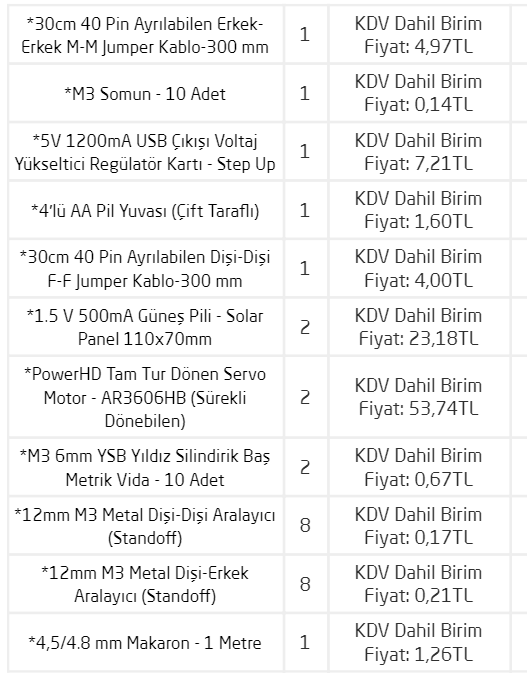 *30cm 40 Pin Ayrılabilen Erkek-
Erkek M-M Jumper Kablo-300 mm
1
KDV Dahil Birim
Fiyat: 4,97TL
*M3 Somun - 10 Adet
1
KDV Dahil Birim
Fiyat: 0,14TL
*5V 1200mA USB Çıkışı Voltaj
Yükseltici Regülatör Kartı - Step Up
1
KDV Dahil Birim
Fiyat: 7,21TL
*4'lü AA Pil Yuvası (Çift Taraflı)
1
KDV Dahil Birim
Fiyat: 1,60TL
*30cm 40 Pin Ayrılabilen Dişi-Dişi
F-F Jumper Kablo-300 mm
1
KDV Dahil Birim
Fiyat: 4,00TL
*1.5 V 500mA Güneş Pili - Solar
Panel 110x70mm
2
KDV Dahil Birim
Fiyat: 23,18TL
*PowerHD Tam Tur Dönen Servo
Motor - AR3606HB (Sürekli
Dönebilen)
2
KDV Dahil Birim
Fiyat: 53,74TL
*M3 6mm YSB Yıldız Silindirik Baş
Metrik Vida - 10 Adet
2
KDV Dahil Birim
Fiyat: 0,67TL
*12mm M3 Metal Dişi-Dişi Aralayıcı
(Standoff)
8
KDV Dahil Birim
Fiyat: 0,17TL
*12mm M3 Metal Dişi-Erkek
Aralayıcı (Standoff)
8
KDV Dahil Birim
Fiyat: 0,21TL
*4,5/4.8 mm Makaron - 1 Metre
1
KDV Dahil Birim
Fiyat: 1,26TL